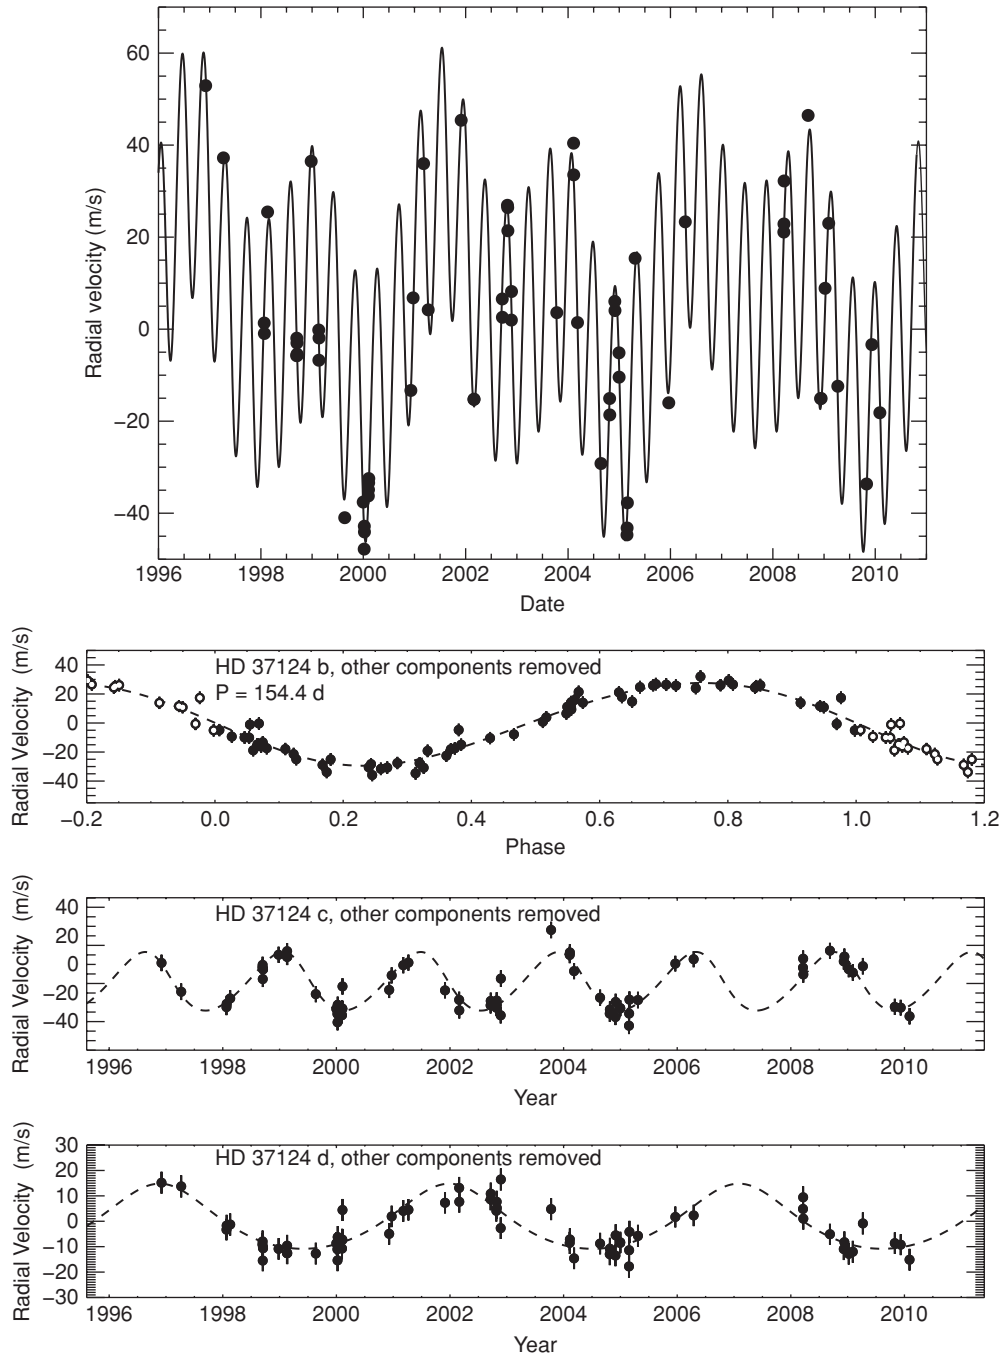 60
40
20
0
−20
−40
Radial velocity (m/s)
1996 1998 2000 2002 2004 2006 2008 2010
Date
HD 37124 b, other components removed
P = 154.4 d
40
20
0
−20
−40
Radial Velocity (m/s)
−0.2 0.0 0.2 0.4 0.6 0.8 1.0 1.2
Phase
HD 37124 c, other components removed
40
20
0
−20
−40
Radial Velocity (m/s)
1996 1998 2000 2002 2004 2006 2008 2010
Year
HD 37124 d, other components removed
30
20
10
0
−10
−20
−30
Radial Velocity (m/s)
1996 1998 2000 2002 2004 2006 2008 2010
Year